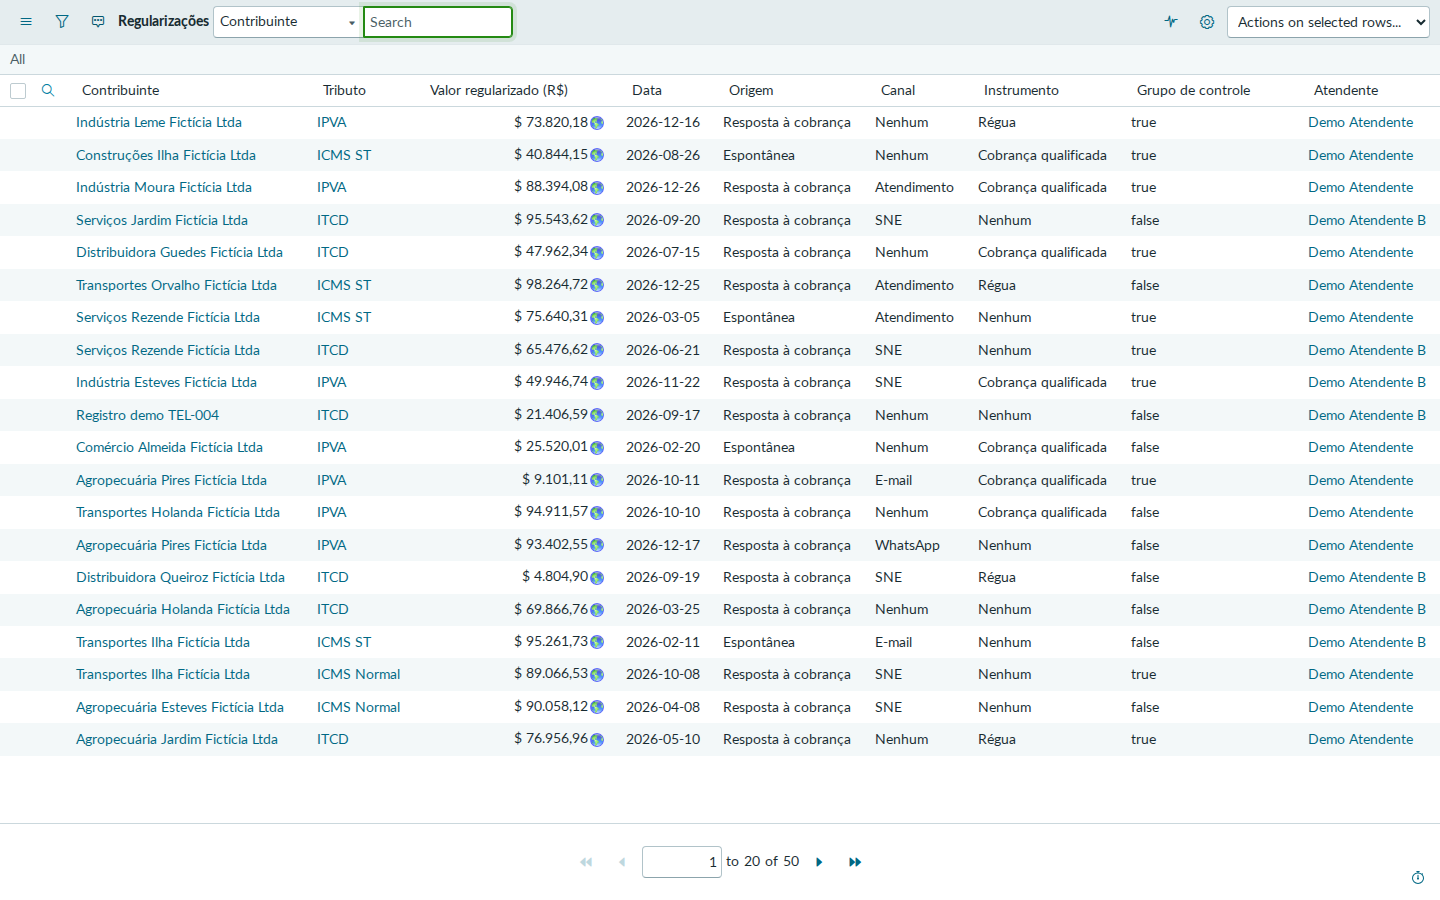 Regularizações Contribuinte Search Actions on selected rows...
All
Contribuinte Tributo Valor regularizado (R$) Data Origem Canal Instrumento Grupo de controle Atendente
Indústria Leme Fictícia Ltda IPVA $ 73.820,18 2026-12-16 Resposta à cobrança Nenhum Régua true Demo Atendente
Construções Ilha Fictícia Ltda ICMS ST $ 40.844,15 2026-08-26 Espontânea Nenhum Cobrança qualificada true Demo Atendente
Indústria Moura Fictícia Ltda IPVA $ 88.394,08 2026-12-26 Resposta à cobrança Atendimento Cobrança qualificada true Demo Atendente
Serviços Jardim Fictícia Ltda ITCD $ 95.543,62 2026-09-20 Resposta à cobrança SNE Nenhum false Demo Atendente B
Distribuidora Guedes Fictícia Ltda ITCD $ 47.962,34 2026-07-15 Resposta à cobrança Nenhum Cobrança qualificada true Demo Atendente
Transportes Orvalho Fictícia Ltda ICMS ST $ 98.264,72 2026-12-25 Resposta à cobrança Atendimento Régua false Demo Atendente
Serviços Rezende Fictícia Ltda ICMS ST $ 75.640,31 2026-03-05 Espontânea Atendimento Nenhum true Demo Atendente
Serviços Rezende Fictícia Ltda ITCD $ 65.476,62 2026-06-21 Resposta à cobrança SNE Nenhum true Demo Atendente B
Indústria Esteves Fictícia Ltda IPVA $ 49.946,74 2026-11-22 Resposta à cobrança SNE Cobrança qualificada true Demo Atendente B
Registro demo TEL-004 ITCD $ 21.406,59 2026-09-17 Resposta à cobrança Nenhum Nenhum false Demo Atendente B
Comércio Almeida Fictícia Ltda IPVA $ 25.520,01 2026-02-20 Espontânea Nenhum Cobrança qualificada false Demo Atendente
Agropecuária Pires Fictícia Ltda IPVA $ 9.101,11 2026-10-11 Resposta à cobrança E-mail Cobrança qualificada true Demo Atendente
Transportes Holanda Fictícia Ltda IPVA $ 94.911,57 2026-10-10 Resposta à cobrança Nenhum Cobrança qualificada false Demo Atendente
Agropecuária Pires Fictícia Ltda IPVA $ 93.402,55 2026-12-17 Resposta à cobrança WhatsApp Nenhum false Demo Atendente
Distribuidora Queiroz Fictícia Ltda ITCD $ 4.804,90 2026-09-19 Resposta à cobrança SNE Régua false Demo Atendente B
Agropecuária Holanda Fictícia Ltda ITCD $ 69.866,76 2026-03-25 Resposta à cobrança Nenhum Nenhum false Demo Atendente B
Transportes Ilha Fictícia Ltda ICMS ST $ 95.261,73 2026-02-11 Espontânea E-mail Nenhum false Demo Atendente B
Transportes Ilha Fictícia Ltda ICMS Normal $ 89.066,53 2026-10-08 Resposta à cobrança SNE Nenhum true Demo Atendente
Agropecuária Esteves Fictícia Ltda ICMS Normal $ 90.058,12 2026-04-08 Resposta à cobrança SNE Nenhum false Demo Atendente
Agropecuária Jardim Fictícia Ltda ITCD $ 76.956,96 2026-05-10 Resposta à cobrança Nenhum Régua true Demo Atendente
1 to 20 of 50